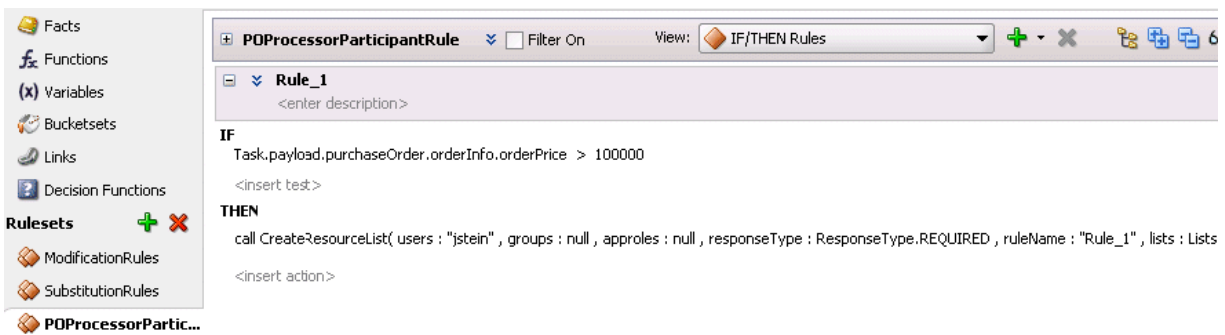 Facts
Functions
(x) Variables
Bucketsets
Links
Decision Functions
Rulesets
ModificationRules
SubstitutionRules
POProcessorPartic...
POProcessorParticipantRule Filter On View: IF/THEN Rules 6
Rule_1
<enter description>
IF
Task.payload.purchaseOrder.orderInfo.orderPrice > 100000
<insert test>
THEN
call CreateResourceList( users : "jstein" , groups : null , approles : null , responseType : ResponseType.REQUIRED , ruleName : "Rule_1" , lists : Lists
<insert action>